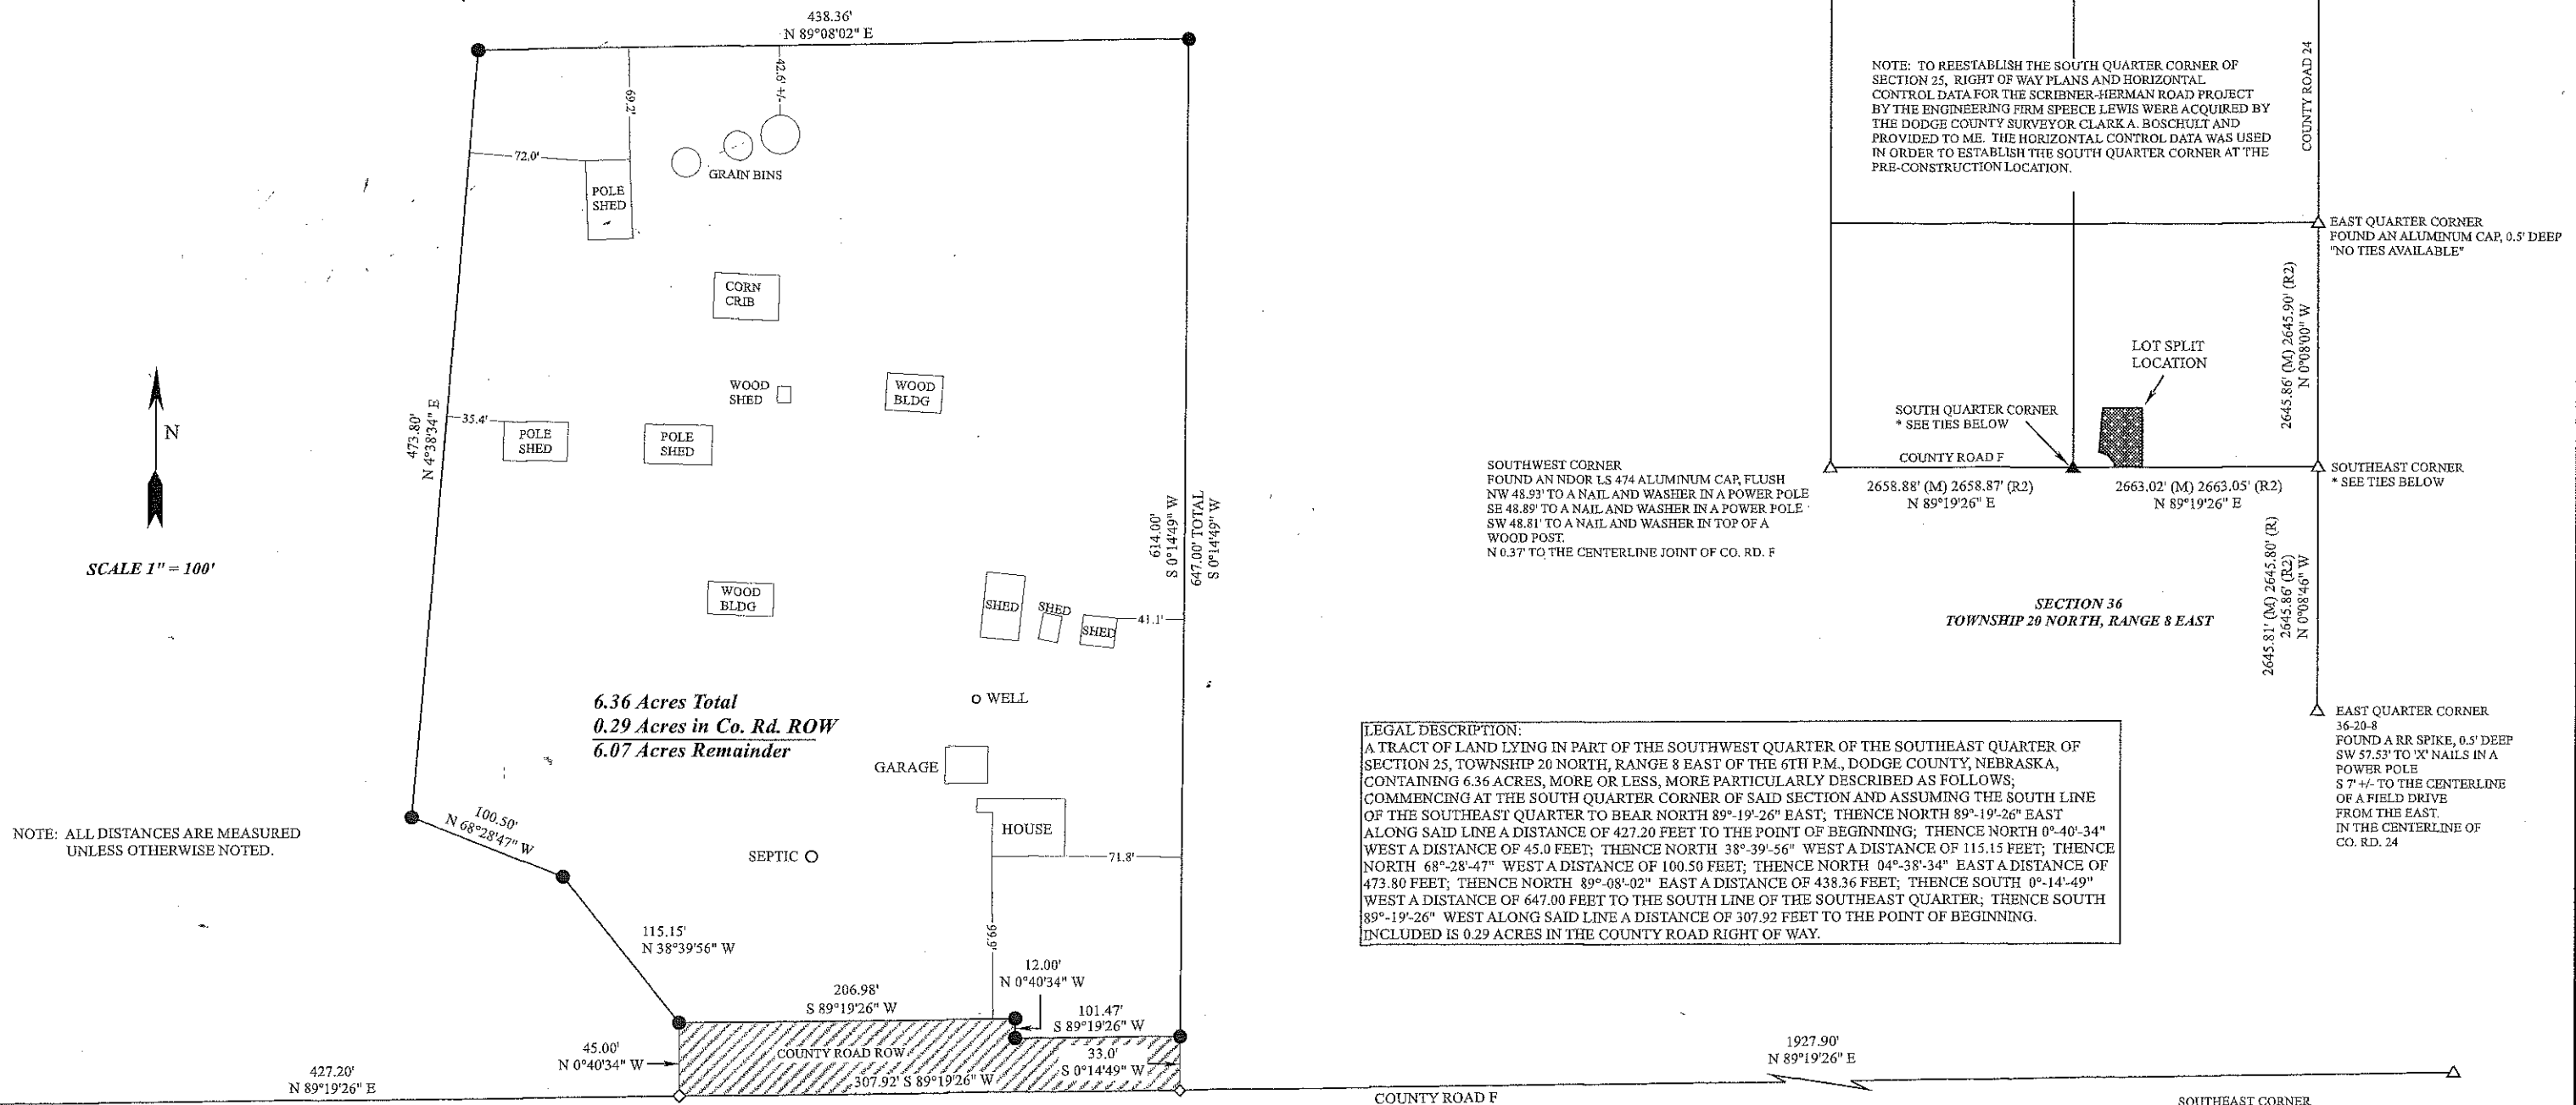 438.36'
N 89°08'02" E
69.2'
42.6' +/-
72.0'
GRAIN BINS
POLE
SHED
CORN
CRIB
WOOD
SHED
WOOD
BLDG
473.80'
N 4°38'34" E
35.4'
POLE
SHED
POLE
SHED
N
SCALE 1" = 100'
614.00'
S 0°14'49" W
647.00' TOTAL
S 0°14'49" W
WOOD
BLDG
SHED
SHED
SHED
41.1'
6.36 Acres Total
0.29 Acres in Co. Rd. ROW
6.07 Acres Remainder
WELL
GARAGE
HOUSE
SEPTIC
71.8'
96.6'
NOTE: ALL DISTANCES ARE MEASURED
UNLESS OTHERWISE NOTED.
100.50'
N 68°28'47" W
115.15'
N 38°39'56" W
206.98'
S 89°19'26" W
12.00'
N 0°40'34" W
101.47'
S 89°19'26" W
45.00'
N 0°40'34" W
COUNTY ROAD ROW
33.0'
S 0°14'49" W
307.92' S 89°19'26" W
427.20'
N 89°19'26" E
COUNTY ROAD F
1927.90'
N 89°19'26" E
SOUTHEAST CORNER
NOTE: TO REESTABLISH THE SOUTH QUARTER CORNER OF
SECTION 25, RIGHT OF WAY PLANS AND HORIZONTAL
CONTROL DATA FOR THE SCRIBNER-HERMAN ROAD PROJECT
BY THE ENGINEERING FIRM SPEECE LEWIS WERE ACQUIRED BY
THE DODGE COUNTY SURVEYOR CLARK A. BOSCHULT AND
PROVIDED TO ME. THE HORIZONTAL CONTROL DATA WAS USED
IN ORDER TO ESTABLISH THE SOUTH QUARTER CORNER AT THE
PRE-CONSTRUCTION LOCATION.
COUNTY ROAD 24
EAST QUARTER CORNER
FOUND AN ALUMINUM CAP, 0.5' DEEP
"NO TIES AVAILABLE"
2645.86' (M) 2645.90' (R2)
N 0°08'00" W
LOT SPLIT
LOCATION
SOUTH QUARTER CORNER
* SEE TIES BELOW
COUNTY ROAD F
SOUTHEAST CORNER
* SEE TIES BELOW
2658.88' (M) 2658.87' (R2)
N 89°19'26" E
2663.02' (M) 2663.05' (R2)
N 89°19'26" E
SOUTHWEST CORNER
FOUND AN NDOR LS 474 ALUMINUM CAP, FLUSH
NW 48.93' TO A NAIL AND WASHER IN A POWER POLE
SE 48.89' TO A NAIL AND WASHER IN A POWER POLE
SW 48.81' TO A NAIL AND WASHER IN TOP OF A
WOOD POST.
N 0.37' TO THE CENTERLINE JOINT OF CO. RD. F
2645.81' (M) 2645.80' (R)
2645.86' (R2)
N 0°08'46" W
SECTION 36
TOWNSHIP 20 NORTH, RANGE 8 EAST
EAST QUARTER CORNER
36-20-8
FOUND A RR SPIKE, 0.5' DEEP
SW 57.53' TO 'X' NAILS IN A
POWER POLE
S 7' +/- TO THE CENTERLINE
OF A FIELD DRIVE
FROM THE EAST.
IN THE CENTERLINE OF
CO. RD. 24
LEGAL DESCRIPTION:
A TRACT OF LAND LYING IN PART OF THE SOUTHWEST QUARTER OF THE SOUTHEAST QUARTER OF
SECTION 25, TOWNSHIP 20 NORTH, RANGE 8 EAST OF THE 6TH P.M., DODGE COUNTY, NEBRASKA,
CONTAINING 6.36 ACRES, MORE OR LESS, MORE PARTICULARLY DESCRIBED AS FOLLOWS;
COMMENCING AT THE SOUTH QUARTER CORNER OF SAID SECTION AND ASSUMING THE SOUTH LINE
OF THE SOUTHEAST QUARTER TO BEAR NORTH 89°-19'-26" EAST; THENCE NORTH 89°-19'-26" EAST
ALONG SAID LINE A DISTANCE OF 427.20 FEET TO THE POINT OF BEGINNING; THENCE NORTH 0°-40'-34"
WEST A DISTANCE OF 45.0 FEET; THENCE NORTH 38°-39'-56" WEST A DISTANCE OF 115.15 FEET; THENCE
NORTH 68°-28'-47" WEST A DISTANCE OF 100.50 FEET; THENCE NORTH 04°-38'-34" EAST A DISTANCE OF
473.80 FEET; THENCE NORTH 89°-08'-02" EAST A DISTANCE OF 438.36 FEET; THENCE SOUTH 0°-14'-49"
WEST A DISTANCE OF 647.00 FEET TO THE SOUTH LINE OF THE SOUTHEAST QUARTER; THENCE SOUTH
89°-19'-26" WEST ALONG SAID LINE A DISTANCE OF 307.92 FEET TO THE POINT OF BEGINNING.
INCLUDED IS 0.29 ACRES IN THE COUNTY ROAD RIGHT OF WAY.